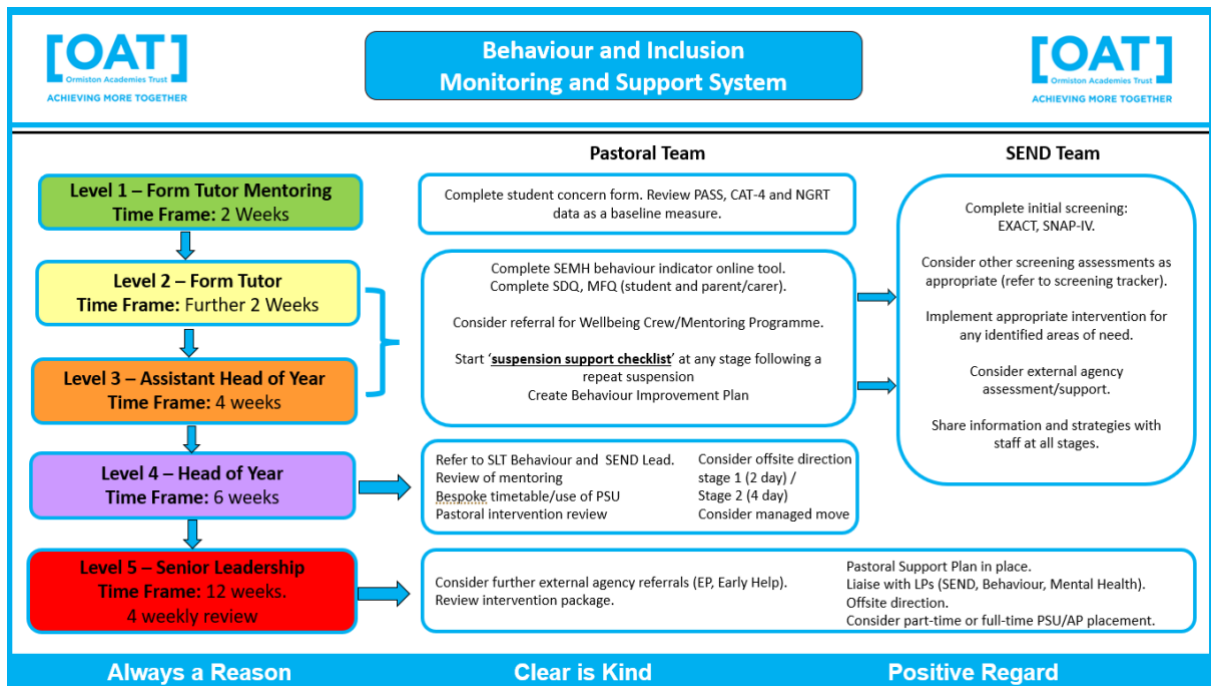 [OAT]
Ormiston Academies Trust
ACHIEVING MORE TOGETHER
Behaviour and Inclusion
Monitoring and Support System
[OAT]
Ormiston Academies Trust
ACHIEVING MORE TOGETHER
Pastoral Team
SEND Team
Level 1 – Form Tutor Mentoring
Time Frame: 2 Weeks
Complete student concern form. Review PASS, CAT-4 and NGRT
data as a baseline measure.
Level 2 – Form Tutor
Time Frame: Further 2 Weeks
Level 3 – Assistant Head of Year
Time Frame: 4 weeks
Complete SEMH behaviour indicator online tool.
Complete SDQ, MFQ (student and parent/carer).
Consider referral for Wellbeing Crew/Mentoring Programme.
Start ‘suspension support checklist’ at any stage following a
repeat suspension
Create Behaviour Improvement Plan
Complete initial screening:
EXACT, SNAP-IV.
Consider other screening assessments as
appropriate (refer to screening tracker).
Implement appropriate intervention for
any identified areas of need.
Consider external agency
assessment/support.
Share information and strategies with
staff at all stages.
Level 4 – Head of Year
Time Frame: 6 weeks
Refer to SLT Behaviour and SEND Lead.
Review of mentoring
Bespoke timetable/use of PSU
Pastoral intervention review
Consider offsite direction
stage 1 (2 day) /
Stage 2 (4 day)
Consider managed move
Level 5 – Senior Leadership
Time Frame: 12 weeks.
4 weekly review
Consider further external agency referrals (EP, Early Help).
Review intervention package.
Pastoral Support Plan in place.
Liaise with LPs (SEND, Behaviour, Mental Health).
Offsite direction.
Consider part-time or full-time PSU/AP placement.
Always a Reason
Clear is Kind
Positive Regard